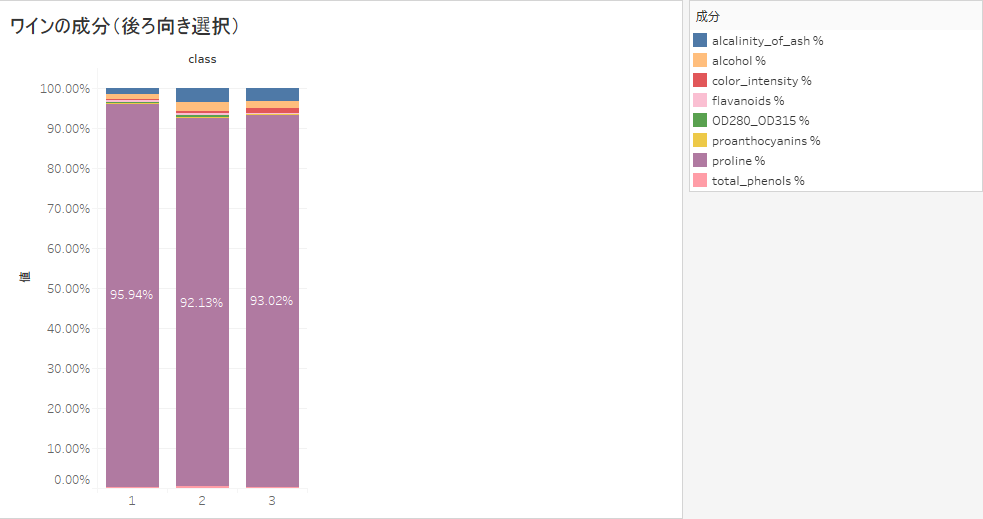 ワインの成分（後ろ向き選択）
class
100.00%
90.00%
80.00%
70.00%
60.00%
50.00%
40.00%
30.00%
20.00%
10.00%
0.00%
値
95.94%
92.13%
93.02%
1
2
3
成分
alcalinity_of_ash %
alcohol %
color_intensity %
flavanoids %
OD280_OD315 %
proanthocyanins %
proline %
total_phenols %